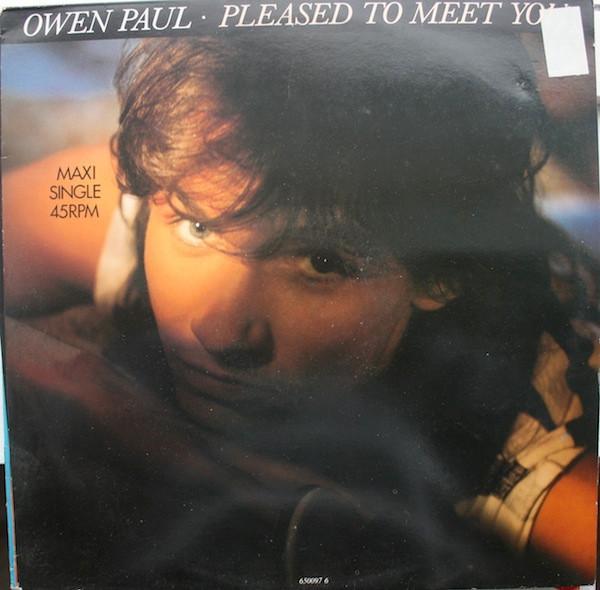 OWEN PAUL · PLEASED TO MEET YOU
MAXI
SINGLE
45RPM
650097 6